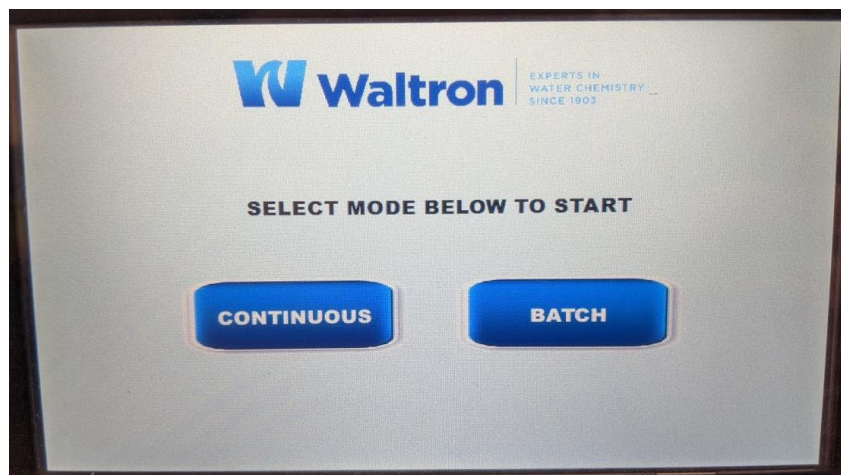 Waltron
EXPERTS IN
WATER CHEMISTRY
SINCE 1903
SELECT MODE BELOW TO START
CONTINUOUS
BATCH